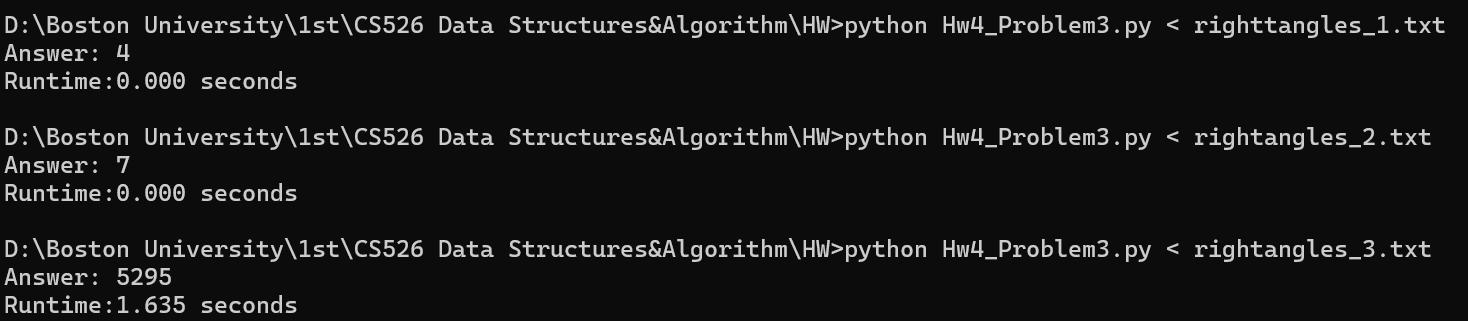 D:\Boston University\1st\CS526 Data Structures&Algorithm\HW>python Hw4_Problem3.py < righttangles_1.txt
Answer: 4
Runtime:0.000 seconds
D:\Boston University\1st\CS526 Data Structures&Algorithm\HW>python Hw4_Problem3.py < rightangles_2.txt
Answer: 7
Runtime:0.000 seconds
D:\Boston University\1st\CS526 Data Structures&Algorithm\HW>python Hw4_Problem3.py < rightangles_3.txt
Answer: 5295
Runtime:1.635 seconds